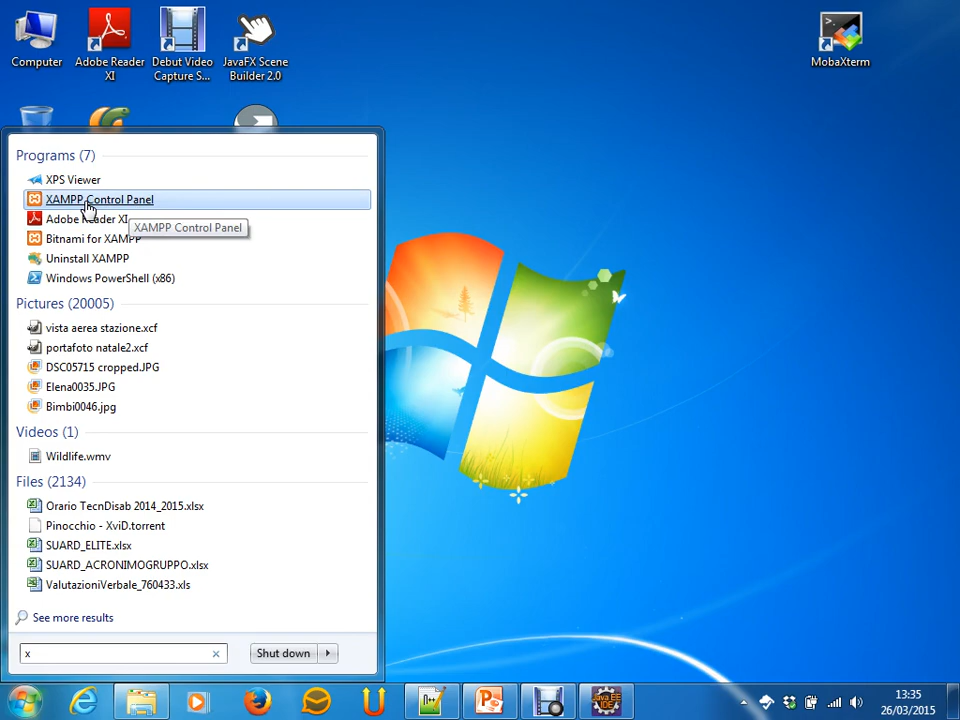 Computer
Adobe Reader XI
Debut Video Capture S...
JavaFX Scene Builder 2.0
MobaXterm
Programs (7)
XPS Viewer
XAMPP Control Panel
Adobe Reader XI
XAMPP Control Panel
Bitnami for XAMPP
Uninstall XAMPP
Windows PowerShell (x86)
Pictures (20005)
vista aerea stazione.xcf
portafoto natale2.xcf
DSC05715 cropped.JPG
Elena0035.JPG
Bimbi0046.jpg
Videos (1)
Wildlife.wmv
Files (2134)
Orario TecnDisab 2014_2015.xlsx
Pinocchio - XviD.torrent
SUARD_ELITE.xlsx
SUARD_ACRONIMOGRUPPO.xlsx
ValutazioniVerbale_760433.xls
See more results
x
Shut down
Java EE
IDE
13:35
26/03/2015